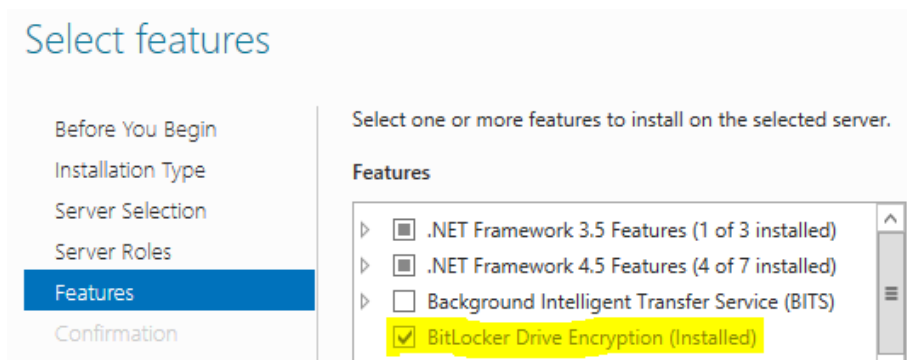 Select features
Before You Begin
Installation Type
Server Selection
Server Roles
Features
Confirmation
Select one or more features to install on the selected server.
Features
.NET Framework 3.5 Features (1 of 3 installed)
.NET Framework 4.5 Features (4 of 7 installed)
Background Intelligent Transfer Service (BITS)
BitLocker Drive Encryption (Installed)